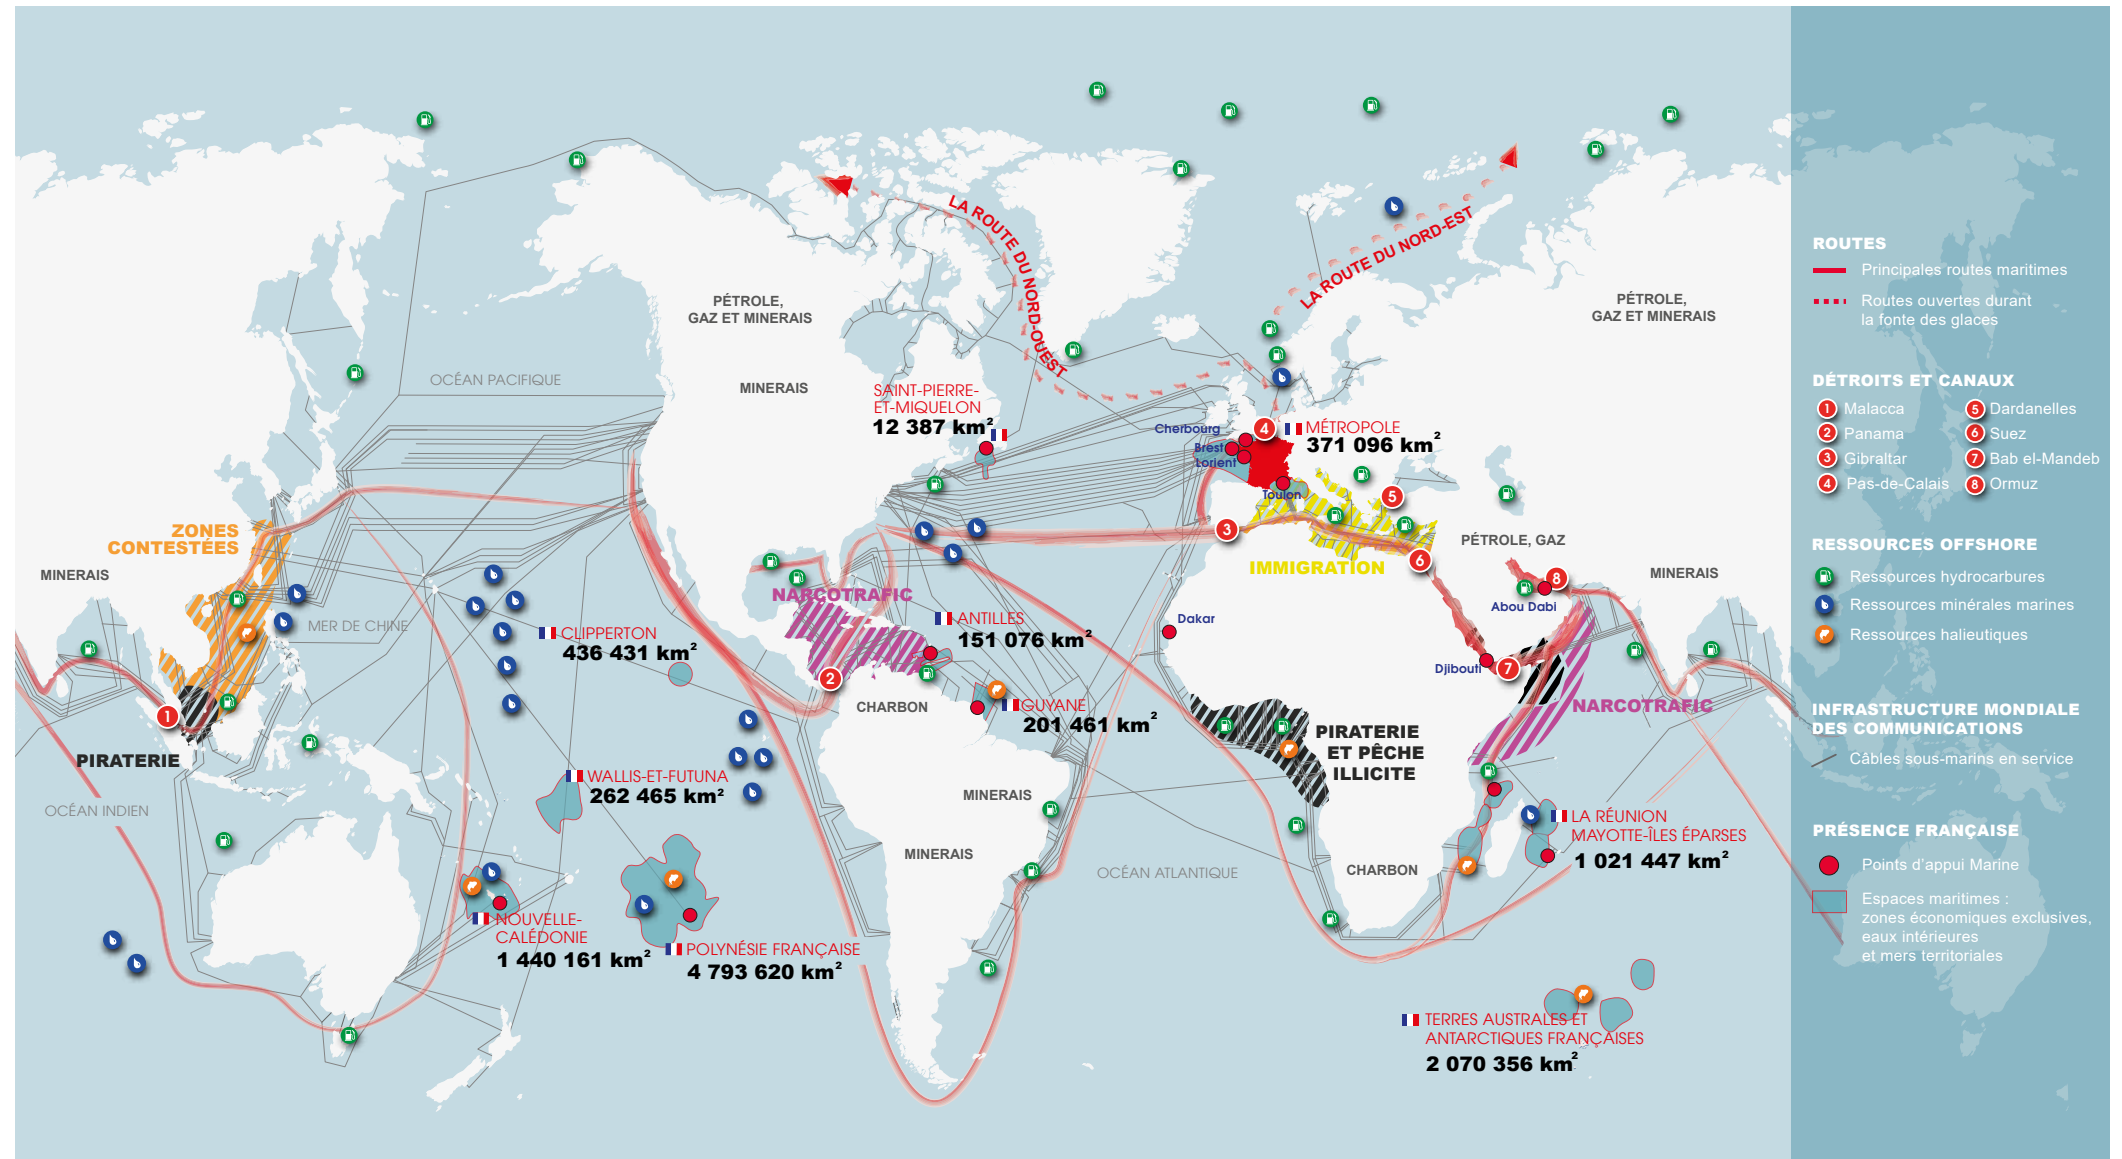 LA ROUTE DU NORD-OUEST
LA ROUTE DU NORD-EST
PÉTROLE,
GAZ ET MINERAIS
PÉTROLE,
GAZ ET MINERAIS
OCÉAN PACIFIQUE
MINERAIS
SAINT-PIERRE-
ET-MIQUELON
12 387 km²
Cherbourg
Brest
Lorient
Toulon
4
MÉTROPOLE
371 096 km²
5
3
6
ZONES
CONTESTÉES
MINERAIS
MER DE CHINE
IMMIGRATION
PÉTROLE, GAZ
MINERAIS
8
Abou Dabi
NARCOTRAFIC
ANTILLES
151 076 km²
Dakar
CLIPPERTON
436 431 km²
Djibouti
7
2
1
CHARBON
GUYANE
201 461 km²
NARCOTRAFIC
PIRATERIE
PIRATERIE
ET PÊCHE
ILLICITE
WALLIS-ET-FUTUNA
262 465 km²
MINERAIS
OCÉAN INDIEN
LA RÉUNION
MAYOTTE-ÎLES ÉPARSES
1 021 447 km²
MINERAIS
OCÉAN ATLANTIQUE
CHARBON
NOUVELLE-
CALÉDONIE
1 440 161 km²
POLYNÉSIE FRANÇAISE
4 793 620 km²
TERRES AUSTRALES ET
ANTARCTIQUES FRANÇAISES
2 070 356 km²
ROUTES
Principales routes maritimes
Routes ouvertes durant
la fonte des glaces
DÉTROITS ET CANAUX
1 Malacca
2 Panama
3 Gibraltar
4 Pas-de-Calais
5 Dardanelles
6 Suez
7 Bab el-Mandeb
8 Ormuz
RESSOURCES OFFSHORE
Ressources hydrocarbures
Ressources minérales marines
Ressources halieutiques
INFRASTRUCTURE MONDIALE
DES COMMUNICATIONS
Câbles sous-marins en service
PRÉSENCE FRANÇAISE
Points d'appui Marine
Espaces maritimes :
zones économiques exclusives,
eaux intérieures
et mers territoriales